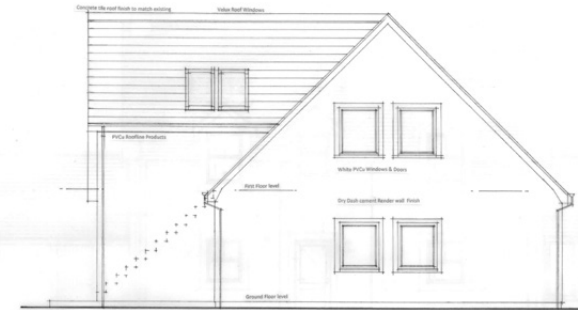 Concrete tile roof finish to match existing
Velux Roof Windows
PVCu Roofline Products
White PVCu Windows & Doors
First Floor level
Dry Dash cement Render wall Finish
Ground Floor level